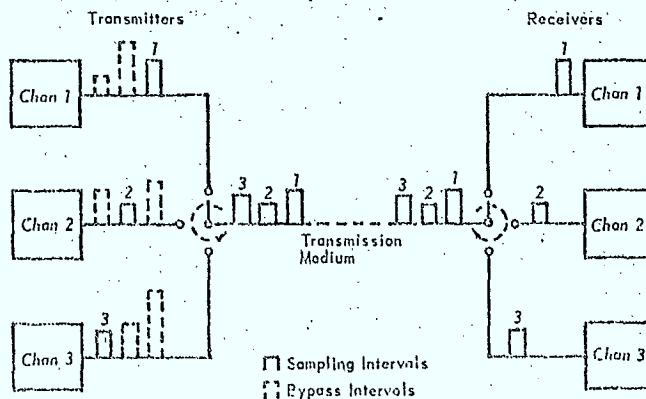 Transmitters
Receivers
1
1
Chan 1
Chan 1
3 2 1
3 2 1
2
2
Chan 2
Chan 2
Transmission
Medium
3
3
Chan 3
Chan 3
Sampling Intervals
Bypass Intervals